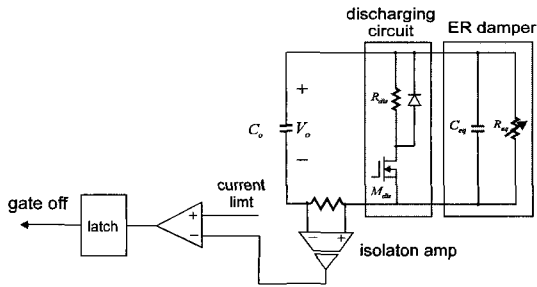 discharging
circuit
ER damper
+
C_o
V_o
−
R_dis
M_dis
C_eq
R_eq
current
limt
gate off
latch
+
−
− +
isolaton amp